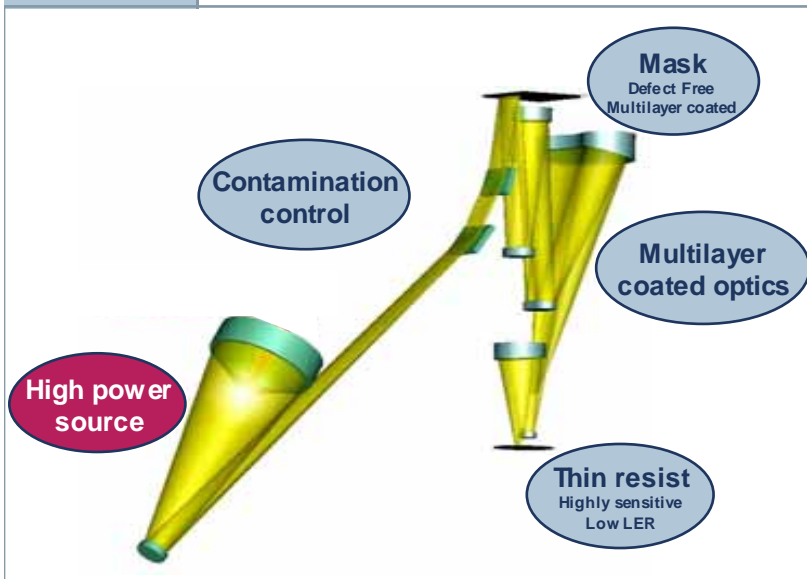 Mask
Defect Free
Multilayer coated
Contamination
control
Multilayer
coated optics
High power
source
Thin resist
Highly sensitive
Low LER